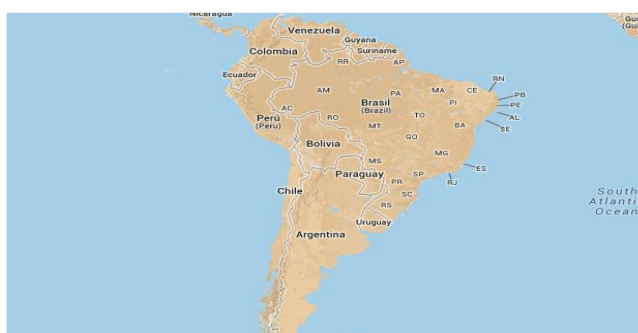 Nicaragua
Venezuela
Guyana
Colombia
Suriname
RR
AP
Ecuador
RN
AM
PA
MA
CE
PB
Brasil
(Brazil)
PI
PE
AC
TO
AL
Perú
(Peru)
RO
MT
BA
SE
GO
Bolivia
MG
MS
ES
Paraguay
SP
RJ
PR
Chile
SC
South
Atlantic
Ocean
RS
Uruguay
Argentina